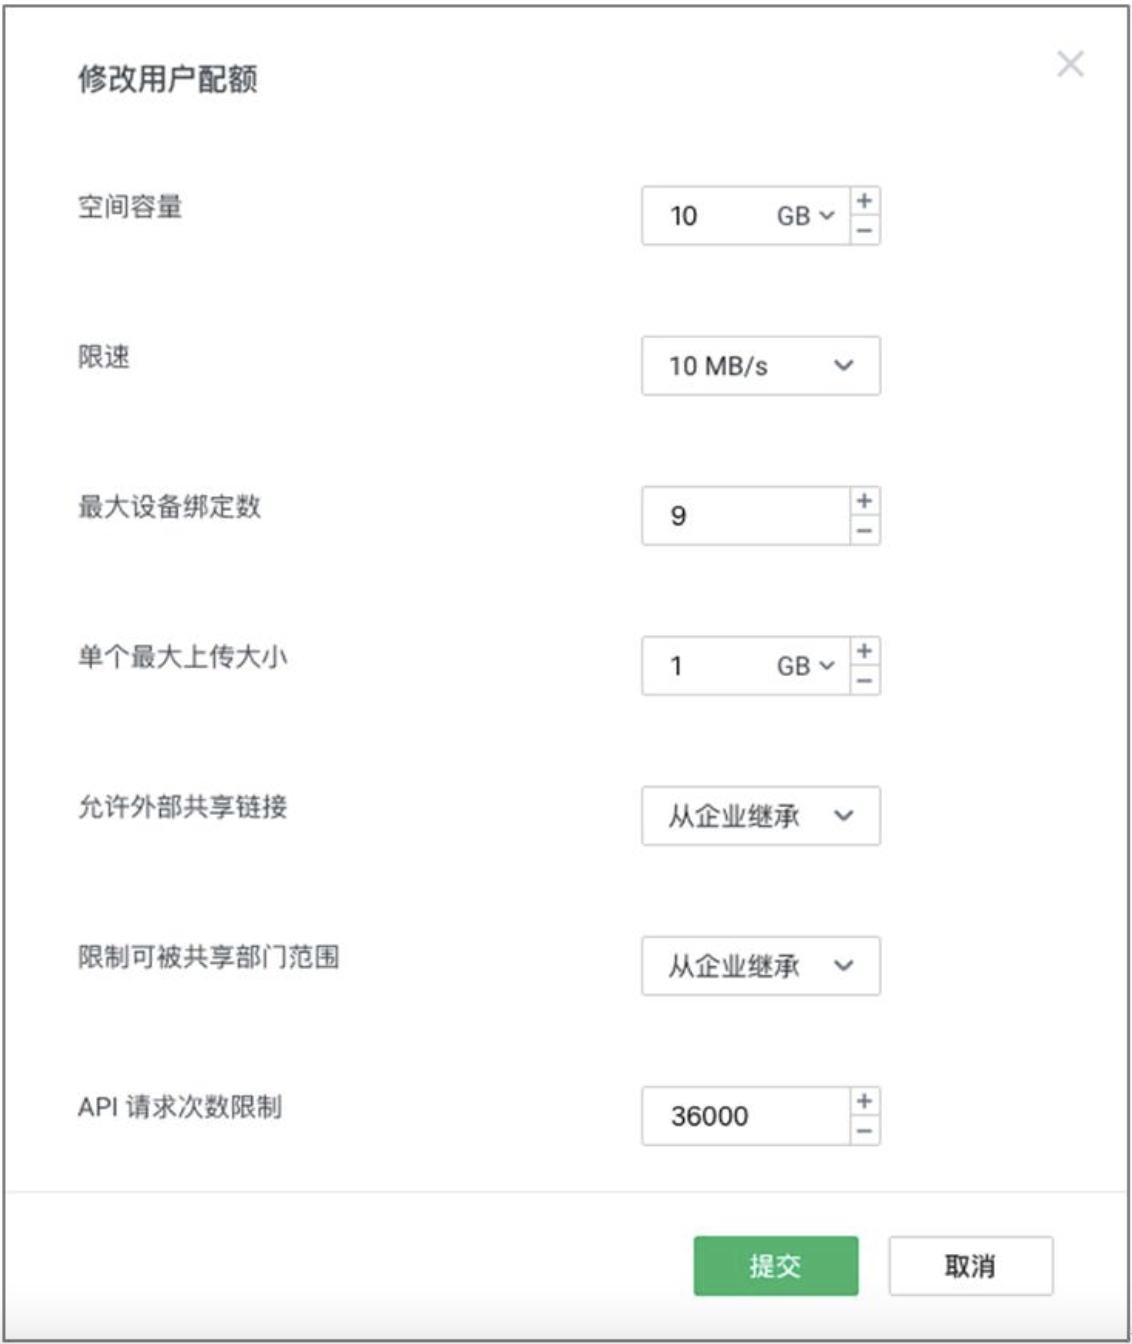 修改用户配额
空间容量
10 GB
限速
10 MB/s
最大设备绑定数
9
单个最大上传大小
1 GB
允许外部共享链接
从企业继承
限制可被共享部门范围
从企业继承
API 请求次数限制
36000
提交 取消